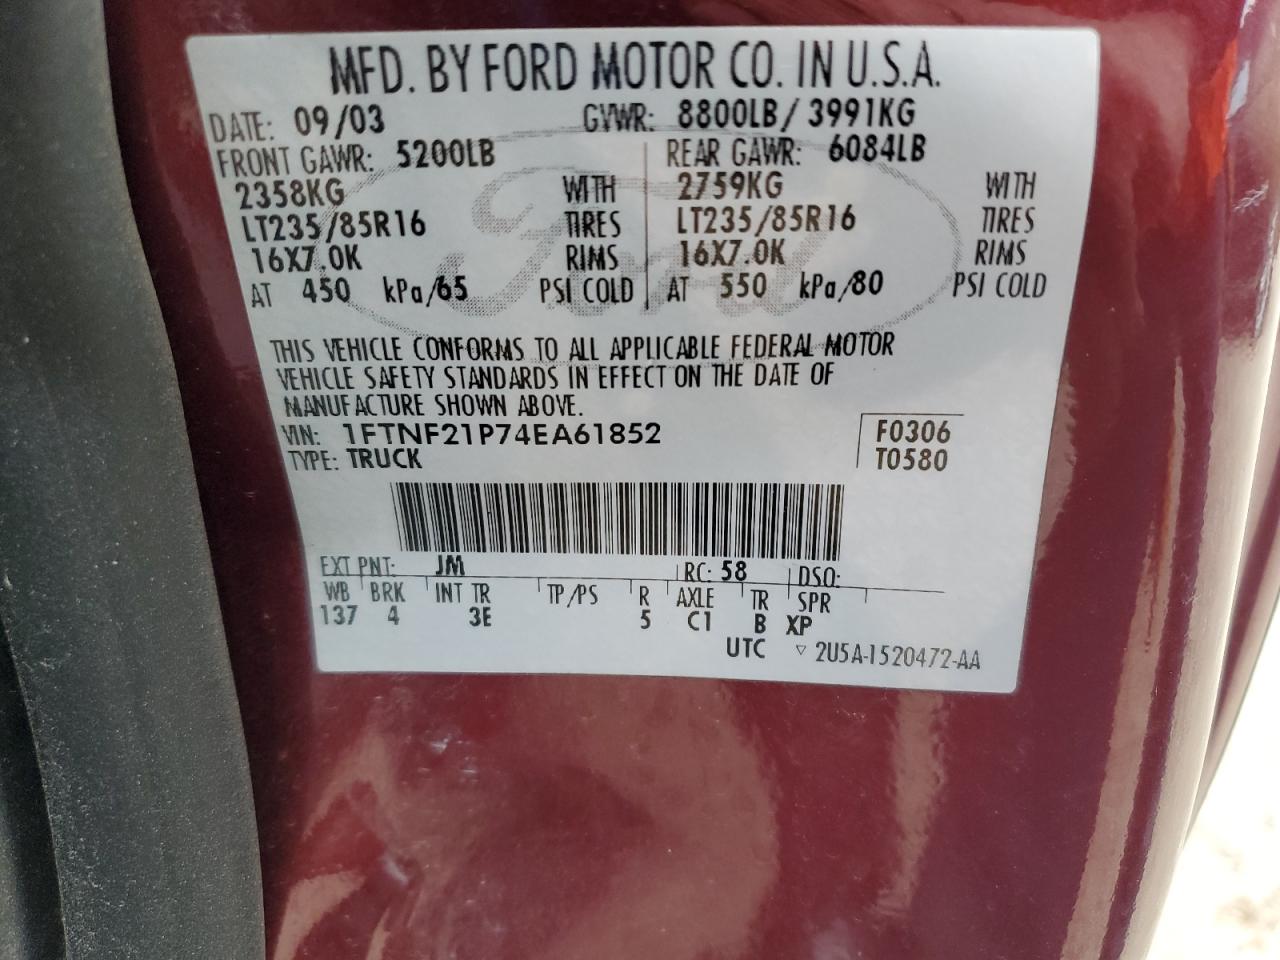 MFD. BY FORD MOTOR CO. IN U.S.A.
DATE: 09/03 GVWR: 8800LB / 3991KG
FRONT GAWR: 5200LB REAR GAWR: 6084LB
2358KG WITH 2759KG WITH
LT235/85R16 TIRES LT235/85R16 TIRES
16X7.0K RIMS 16X7.0K RIMS
AT 450 kPa/65 PSI COLD AT 550 kPa/80 PSI COLD
Ford
THIS VEHICLE CONFORMS TO ALL APPLICABLE FEDERAL MOTOR
VEHICLE SAFETY STANDARDS IN EFFECT ON THE DATE OF
MANUFACTURE SHOWN ABOVE.
VIN: 1FTNF21P74EA61852 F0306
TYPE: TRUCK T0580
EXT PNT: JM RC: 58 DSO:
WB BRK INT TR TP/PS R AXLE TR SPR
137 4 3E 5 C1 B XP
UTC ▽ 2U5A-1520472-AA